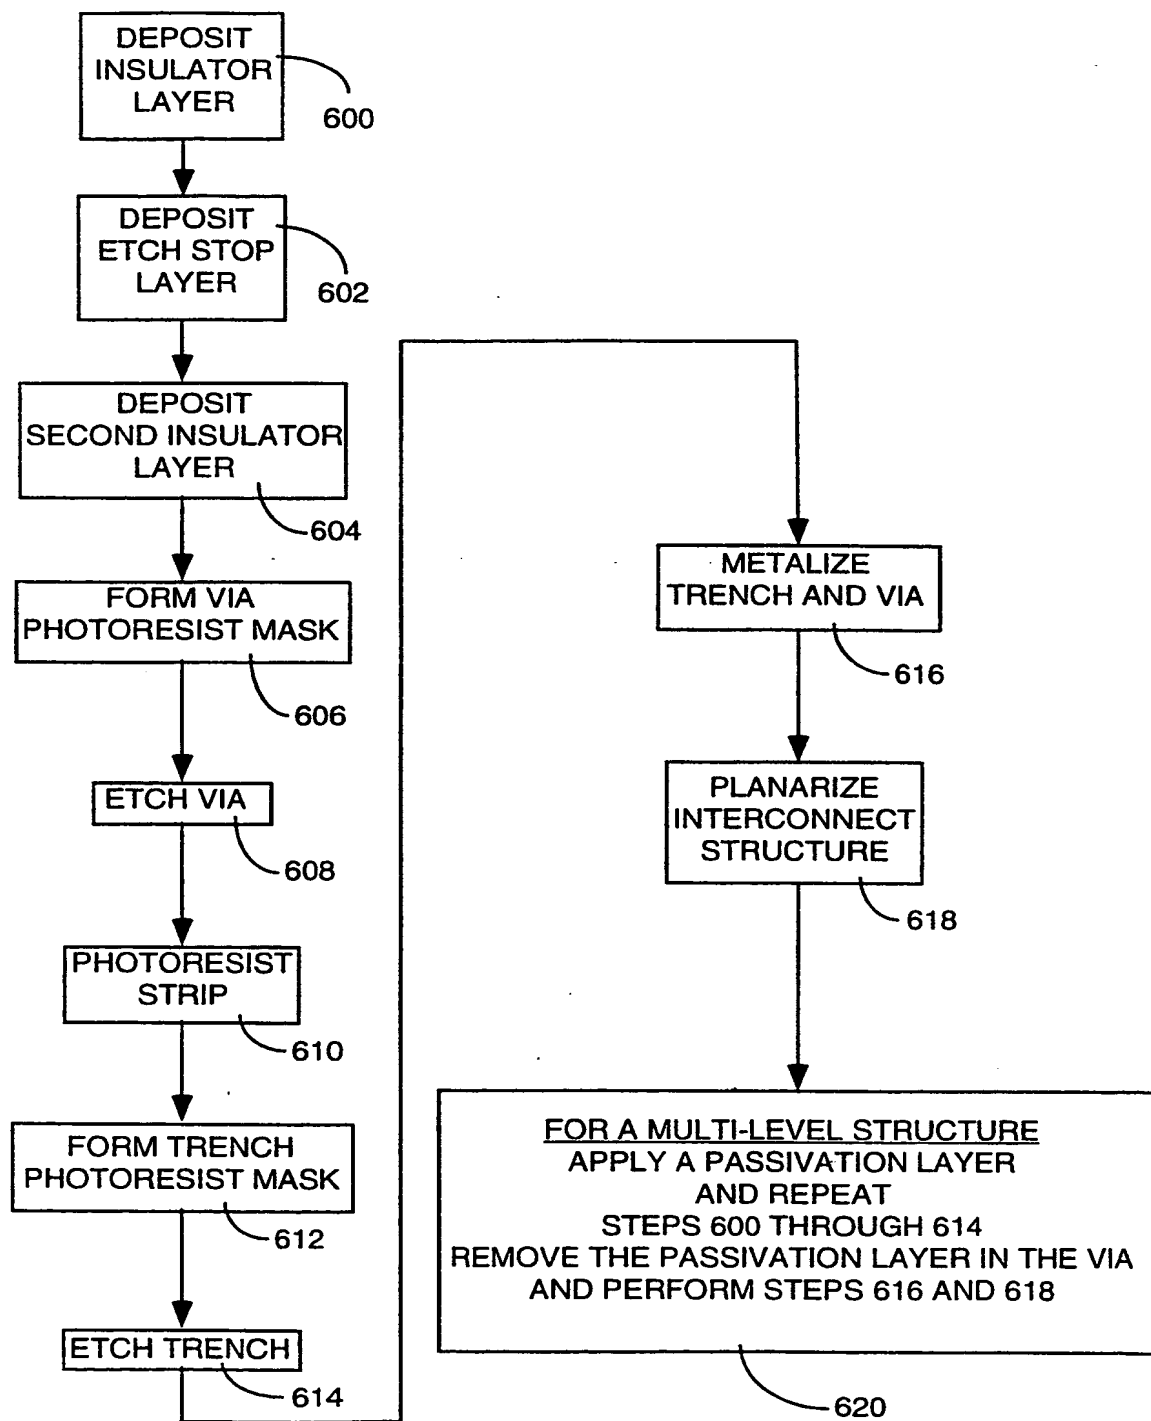 DEPOSIT
INSULATOR
LAYER
600
DEPOSIT
ETCH STOP
LAYER
602
DEPOSIT
SECOND INSULATOR
LAYER
604
FORM VIA
PHOTORESIST MASK
606
ETCH VIA
608
PHOTORESIST
STRIP
610
FORM TRENCH
PHOTORESIST MASK
612
ETCH TRENCH
614
METALIZE
TRENCH AND VIA
616
PLANARIZE
INTERCONNECT
STRUCTURE
618
FOR A MULTI-LEVEL STRUCTURE
APPLY A PASSIVATION LAYER
AND REPEAT
STEPS 600 THROUGH 614
REMOVE THE PASSIVATION LAYER IN THE VIA
AND PERFORM STEPS 616 AND 618
620